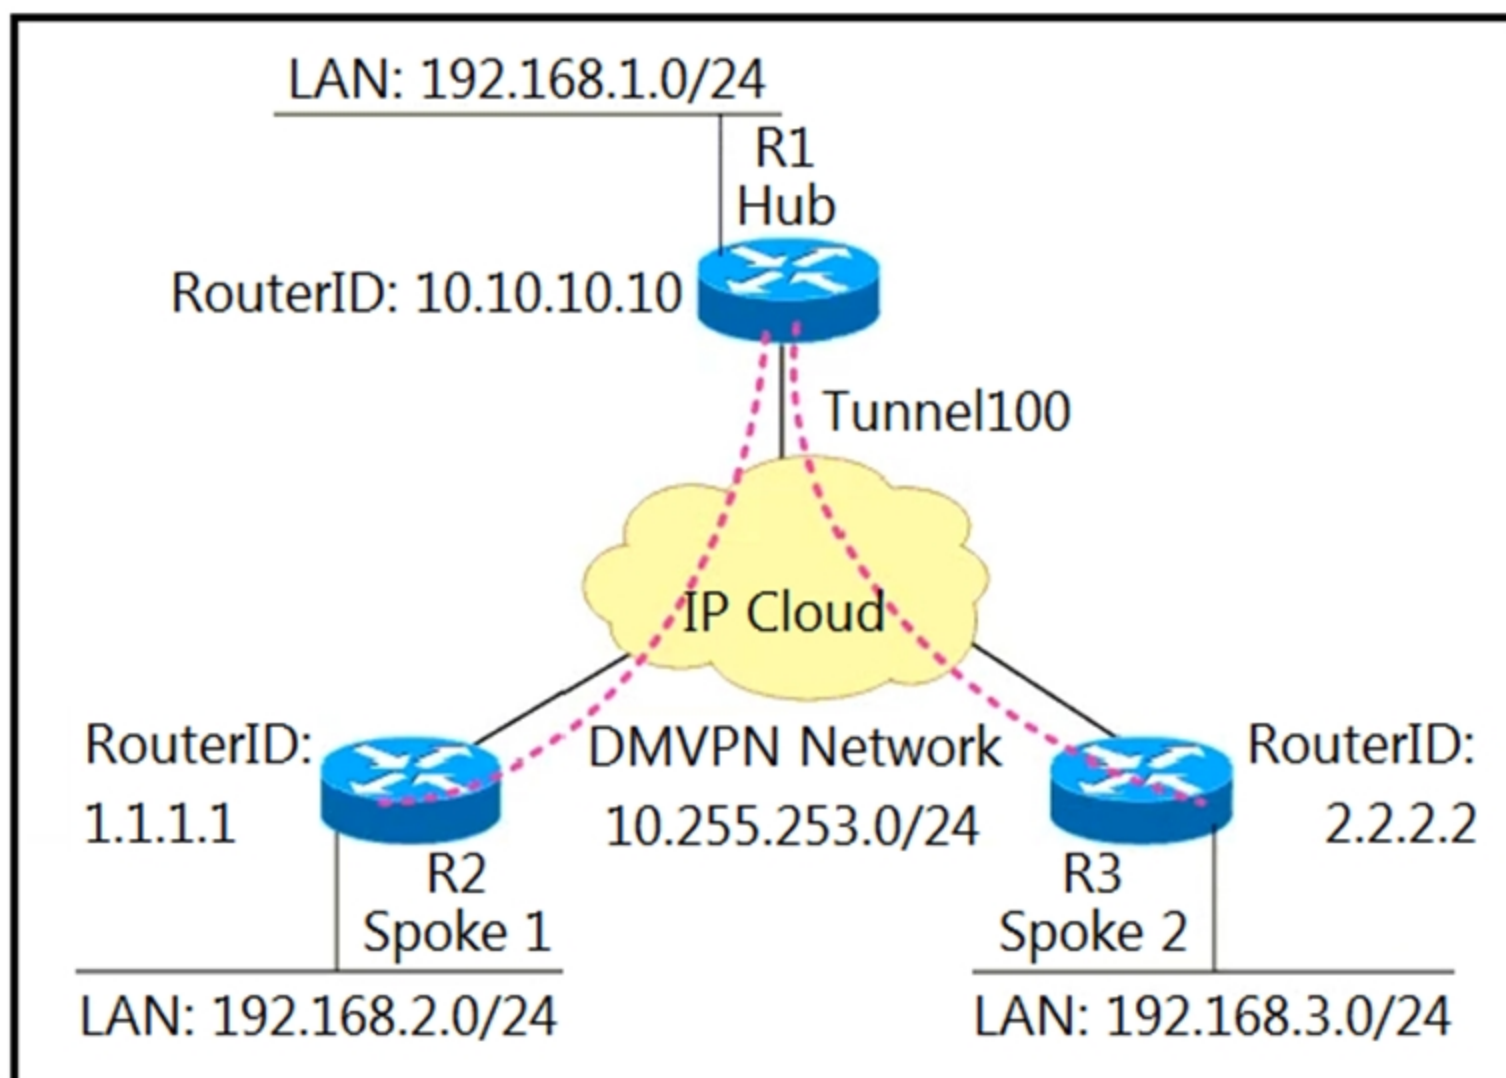 LAN: 192.168.1.0/24
R1
Hub
RouterID: 10.10.10.10
Tunnel100
IP Cloud
RouterID:
1.1.1.1
DMVPN Network
10.255.253.0/24
RouterID:
2.2.2.2
R2
Spoke 1
R3
Spoke 2
LAN: 192.168.2.0/24
LAN: 192.168.3.0/24